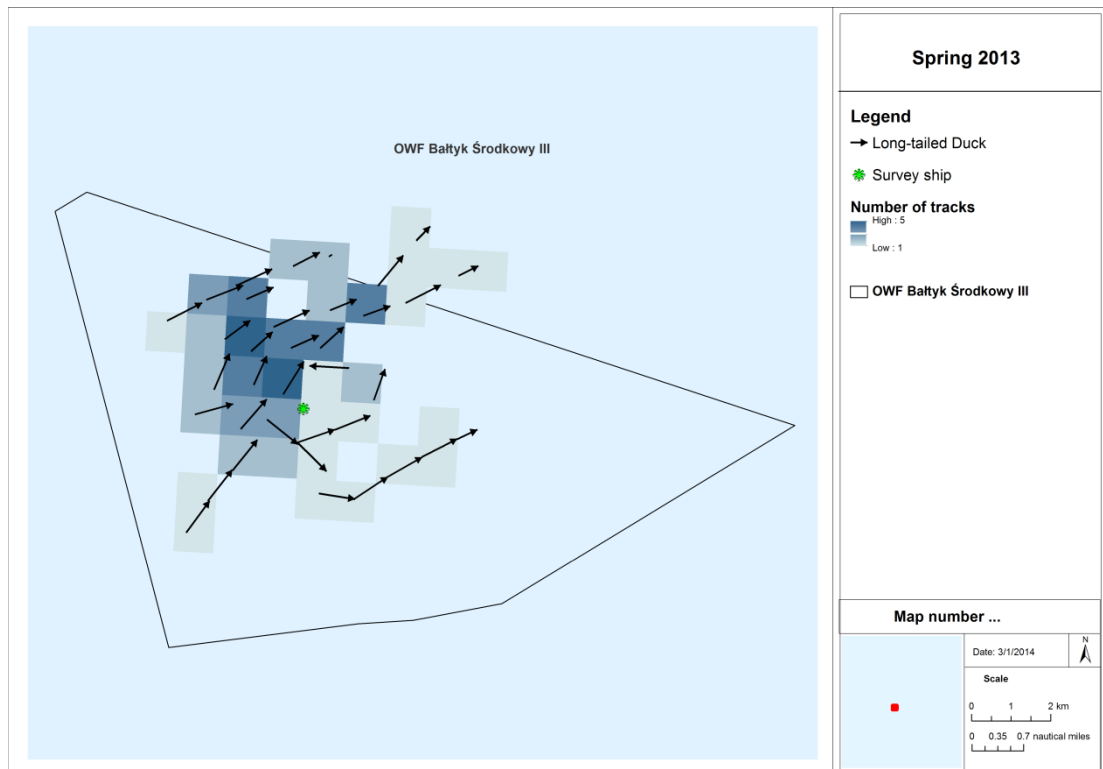 OWF Bałtyk Środkowy III
Spring 2013
Legend
Long-tailed Duck
Survey ship
Number of tracks
High : 5
Low : 1
OWF Bałtyk Środkowy III
Map number ...
Date: 3/1/2014
N
Scale
0 1 2 km
0 0.35 0.7 nautical miles